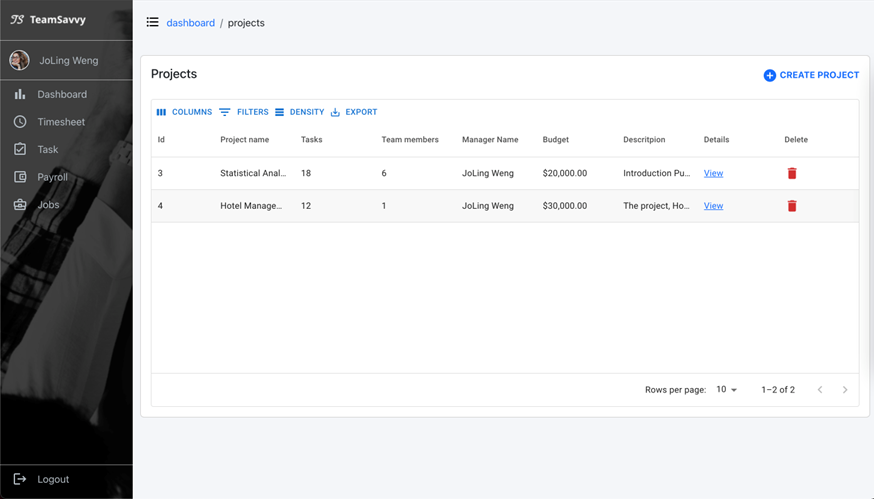 TS TeamSavvy
JoLing Weng
Dashboard
Timesheet
Task
Payroll
Jobs
Logout
dashboard / projects
Projects
CREATE PROJECT
COLUMNS FILTERS DENSITY EXPORT
Id Project name Tasks Team members Manager Name Budget Descritpion Details Delete
3 Statistical Anal... 18 6 JoLing Weng $20,000.00 Introduction Pu... View
4 Hotel Manage... 12 1 JoLing Weng $30,000.00 The project, Ho... View
Rows per page: 10 1–2 of 2